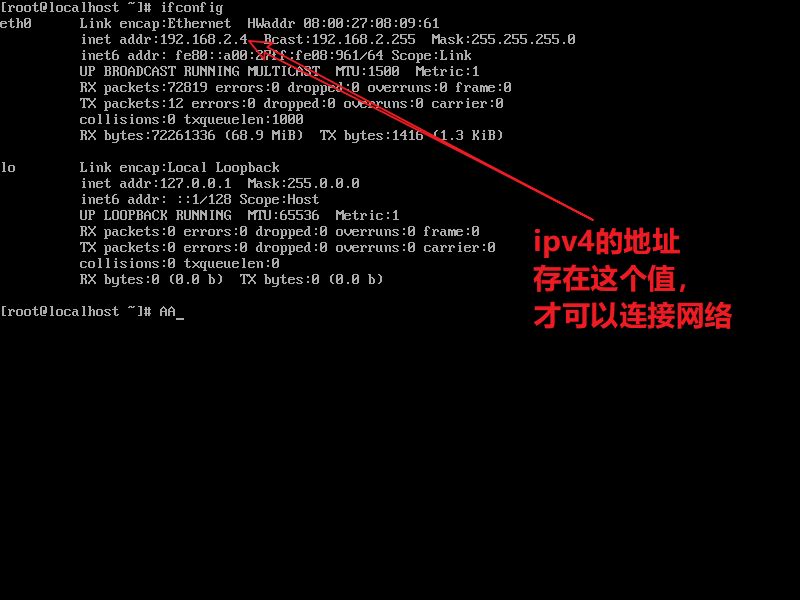 [root@localhost ~]# ifconfig
eth0 Link encap:Ethernet HWaddr 08:00:27:08:09:61
inet addr:192.168.2.4 Bcast:192.168.2.255 Mask:255.255.255.0
inet6 addr: fe80::a00:27ff:fe08:961/64 Scope:Link
UP BROADCAST RUNNING MULTICAST MTU:1500 Metric:1
RX packets:72819 errors:0 dropped:0 overruns:0 frame:0
TX packets:12 errors:0 dropped:0 overruns:0 carrier:0
collisions:0 txqueuelen:1000
RX bytes:72261336 (68.9 MiB) TX bytes:1416 (1.3 KiB)
lo Link encap:Local Loopback
inet addr:127.0.0.1 Mask:255.0.0.0
inet6 addr: ::1/128 Scope:Host
UP LOOPBACK RUNNING MTU:65536 Metric:1
RX packets:0 errors:0 dropped:0 overruns:0 frame:0
TX packets:0 errors:0 dropped:0 overruns:0 carrier:0
collisions:0 txqueuelen:0
RX bytes:0 (0.0 b) TX bytes:0 (0.0 b)
[root@localhost ~]# AA_
ipv4的地址
存在这个值，
才可以连接网络